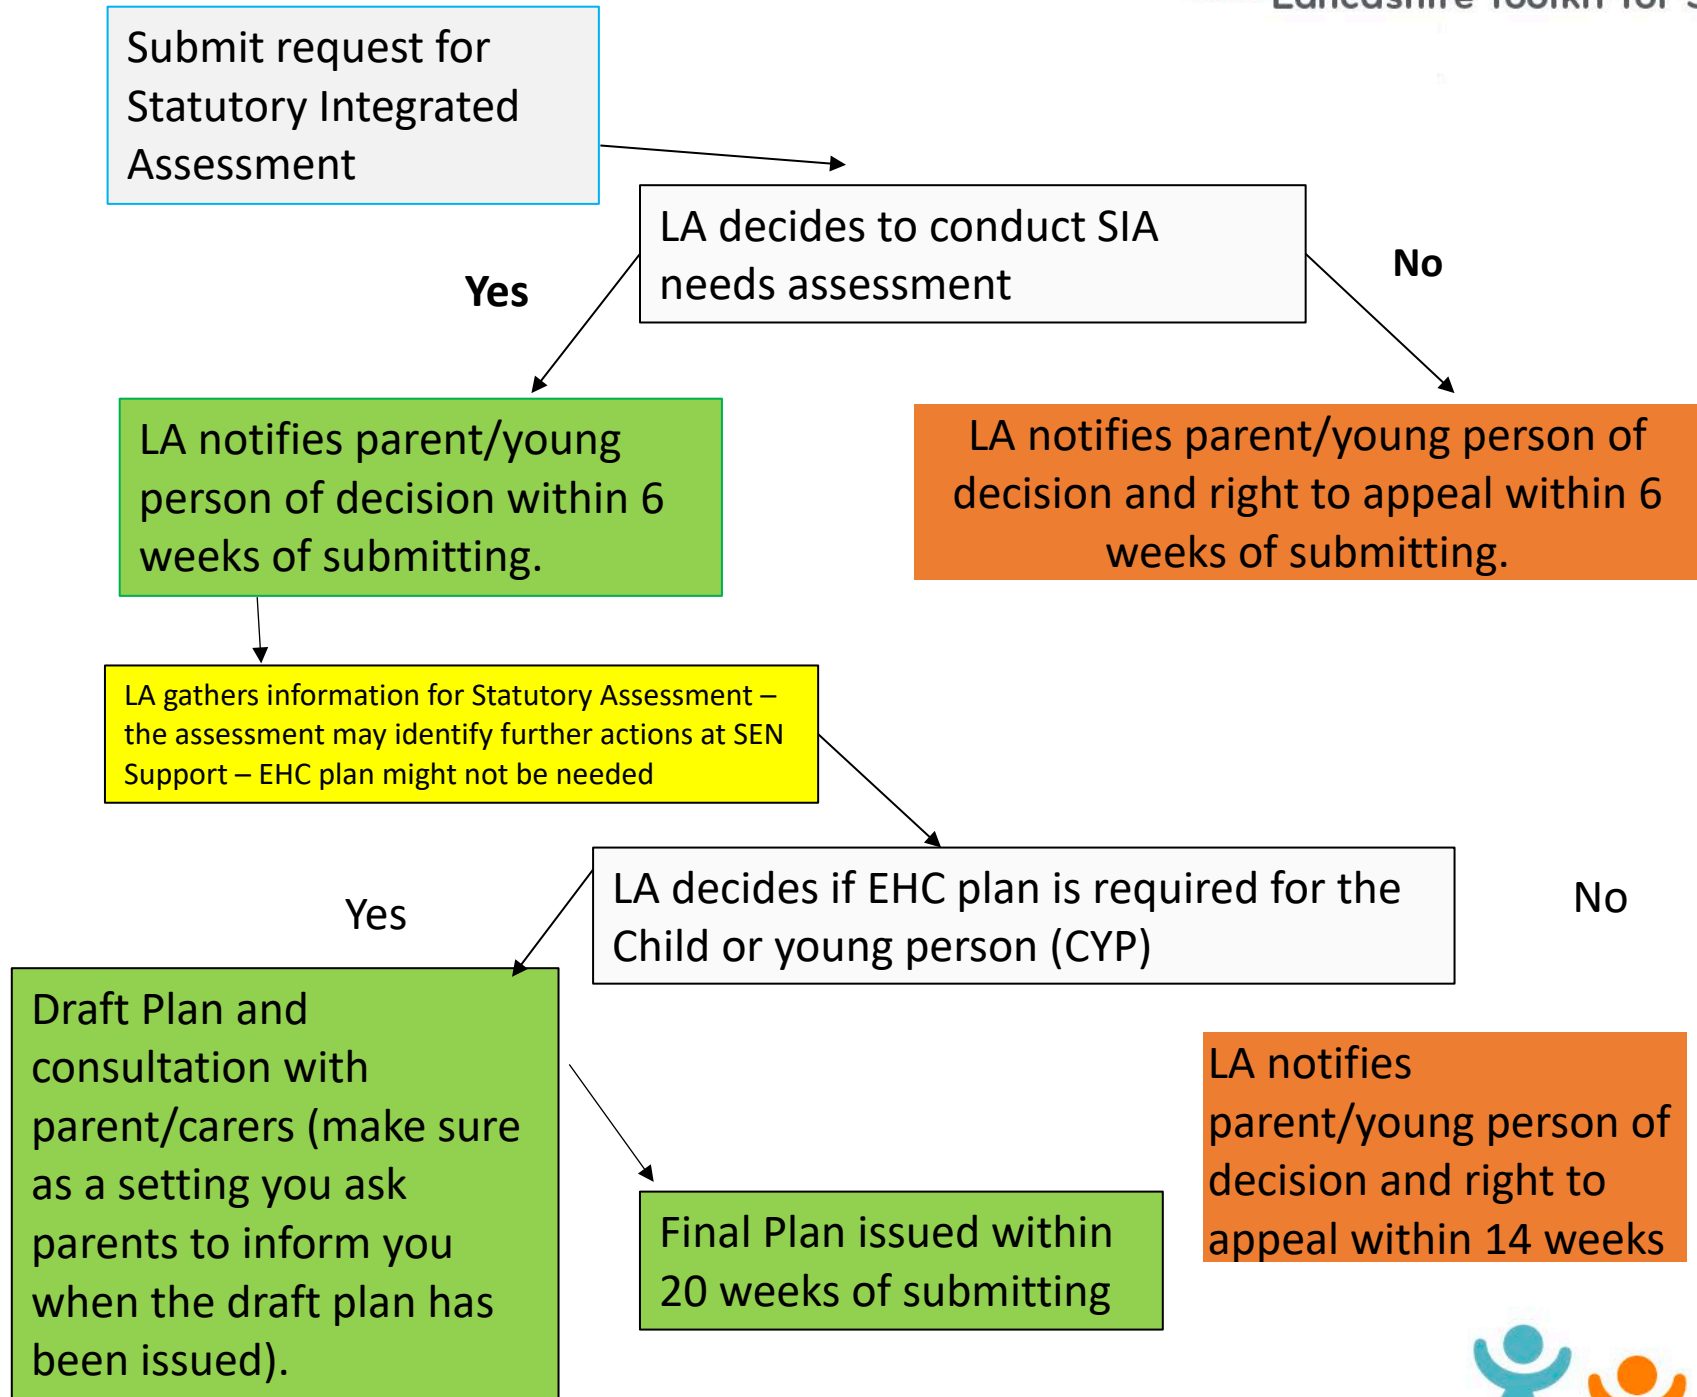 Lancashire Toolkit for S
Submit request for
Statutory Integrated
Assessment
LA decides to conduct SIA
needs assessment
Yes
No
LA notifies parent/young
person of decision within 6
weeks of submitting.
LA notifies parent/young person of
decision and right to appeal within 6
weeks of submitting.
LA gathers information for Statutory Assessment –
the assessment may identify further actions at SEN
Support – EHC plan might not be needed
LA decides if EHC plan is required for the
Child or young person (CYP)
Yes
No
Draft Plan and
consultation with
parent/carers (make sure
as a setting you ask
parents to inform you
when the draft plan has
been issued).
Final Plan issued within
20 weeks of submitting
LA notifies
parent/young person of
decision and right to
appeal within 14 weeks